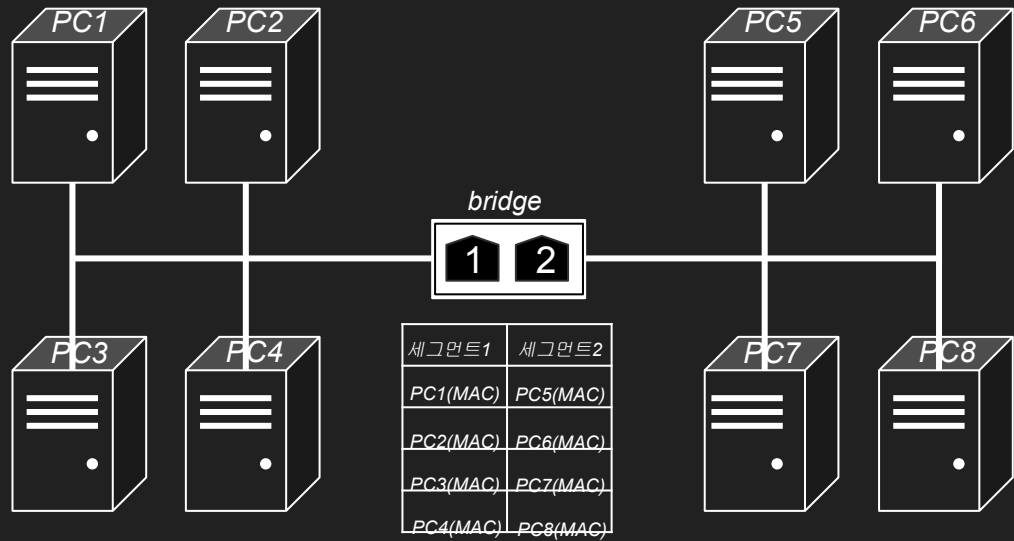 PC1 PC2 PC5 PC6
bridge
1 2
세그먼트1 세그먼트2
PC3 PC4 PC7 PC8
PC1(MAC) PC5(MAC)
PC2(MAC) PC6(MAC)
PC3(MAC) PC7(MAC)
PC4(MAC) PC8(MAC)